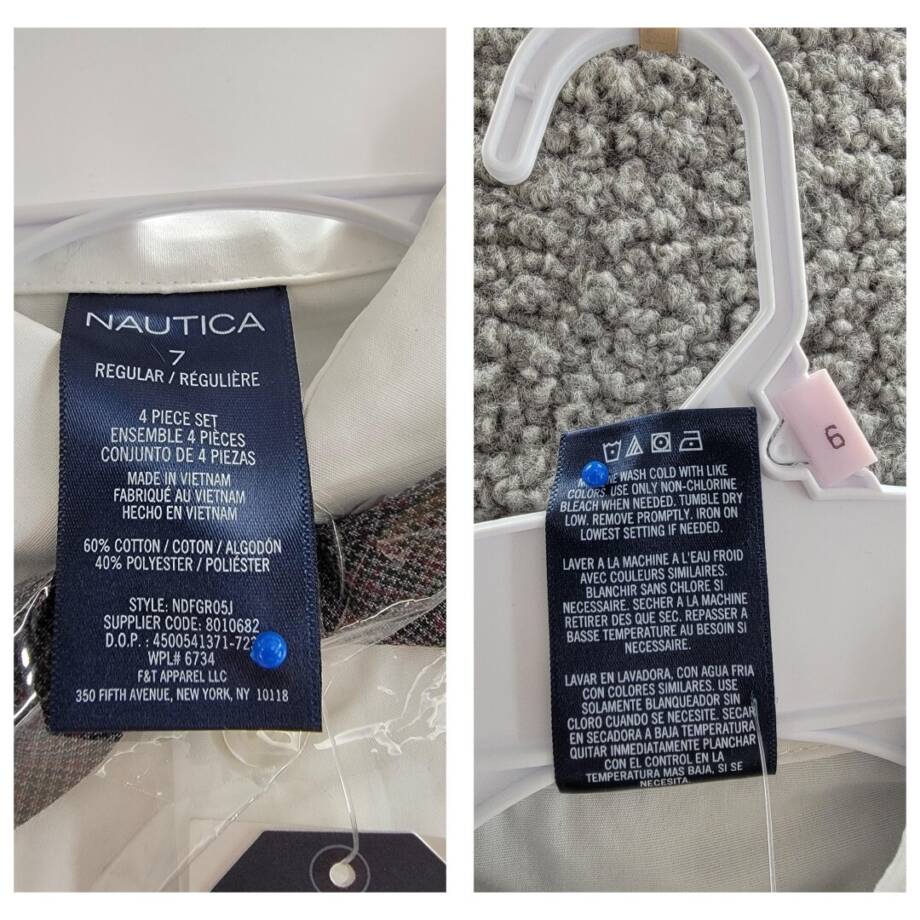 NAUTICA
7
REGULAR / RÉGULIÈRE
4 PIECE SET
ENSEMBLE 4 PIÈCES
CONJUNTO DE 4 PIEZAS
MADE IN VIETNAM
FABRIQUÉ AU VIETNAM
HECHO EN VIETNAM
60% COTTON / COTON / ALGODÓN
40% POLYESTER / POLIÉSTER
STYLE: NDFGR05J
SUPPLIER CODE: 8010682
D.O.P. : 4500541371-72
WPL# 6734
F&T APPAREL LLC
350 FIFTH AVENUE, NEW YORK, NY 10118
6
WASH COLD WITH LIKE
COLORS. USE ONLY NON-CHLORINE
BLEACH WHEN NEEDED. TUMBLE DRY
LOW. REMOVE PROMPTLY. IRON ON
LOWEST SETTING IF NEEDED.
LAVER A LA MACHINE A L'EAU FROID
AVEC COULEURS SIMILAIRES.
BLANCHIR SANS CHLORE SI
NECESSAIRE. SECHER A LA MACHINE
RETIRER DES QUE SEC. REPASSER A
BASSE TEMPERATURE AU BESOIN SI
NECESSAIRE.
LAVAR EN LAVADORA, CON AGUA FRIA
CON COLORES SIMILARES. USE
SOLAMENTE BLANQUEADOR SIN
CLORO CUANDO SE NECESITE. SECAR
EN SECADORA A BAJA TEMPERATURA
QUITAR INMEDIATAMENTE PLANCHAR
CON EL CONTROL EN LA
TEMPERATURA MAS BAJA, SI SE
NECESITA